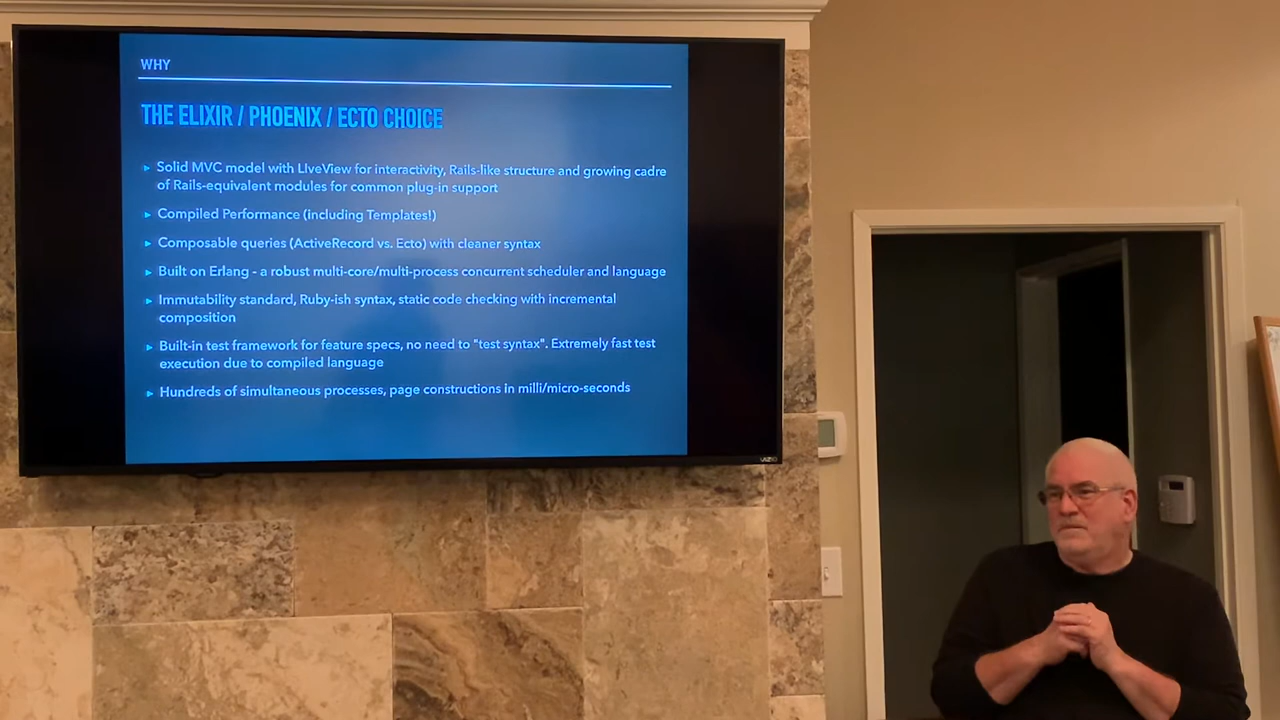 WHY
THE ELIXIR / PHOENIX / ECTO CHOICE
Solid MVC model with LIveView for interactivity, Rails-like structure and growing cadre
of Rails-equivalent modules for common plug-in support
Compiled Performance (including Templates!)
Composable queries (ActiveRecord vs. Ecto) with cleaner syntax
Built on Erlang - a robust multi-core/multi-process concurrent scheduler and language
Immutability standard, Ruby-ish syntax, static code checking with incremental
composition
Built-in test framework for feature specs, no need to "test syntax". Extremely fast test
execution due to compiled language
Hundreds of simultaneous processes, page constructions in milli/micro-seconds
VIZIO